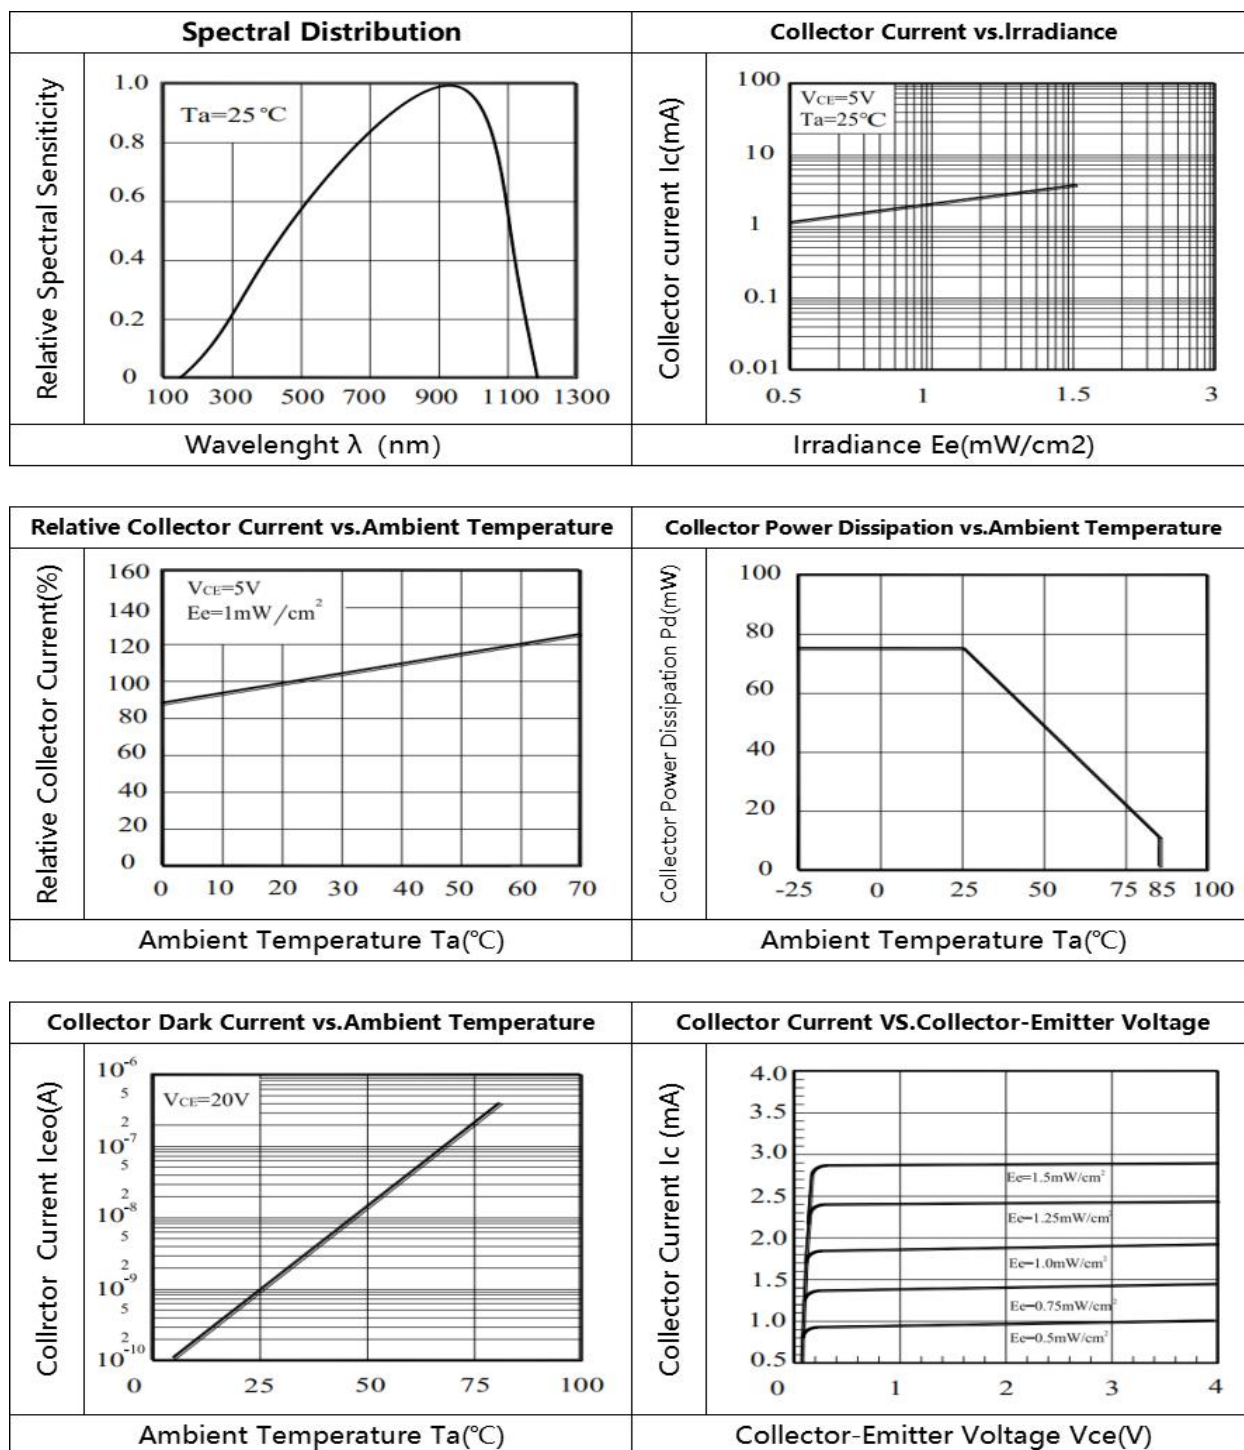 Spectral Distribution
Collector Current vs.Irradiance
Relative Spectral Sensiticity
1.0
0.8
0.6
0.4
0.2
0
Ta=25℃
100 300 500 700 900 1100 1300
Wavelenght λ (nm)
Collector current Ic(mA)
100
10
1
0.1
0.01
VCE=5V
Ta=25℃
0.5 1 1.5 3
Irradiance Ee(mW/cm2)
Relative Collector Current vs.Ambient Temperature
Collector Power Dissipation vs.Ambient Temperature
Relative Collector Current(%)
160
140
120
100
80
60
40
20
0
VCE=5V
Ee=1mW/cm²
0 10 20 30 40 50 60 70
Ambient Temperature Ta(℃)
Collector Power Dissipation Pd(mW)
100
80
60
40
20
0
-25 0 25 50 75 85 100
Ambient Temperature Ta(℃)
Collector Dark Current vs.Ambient Temperature
Collector Current VS.Collector-Emitter Voltage
Collrctor Current Iceo(A)
10⁻⁶
5
2
10⁻⁷
5
2
10⁻⁸
5
2
10⁻⁹
5
2
10⁻¹⁰
VCE=20V
0 25 50 75 100
Ambient Temperature Ta(℃)
Collector Current Ic (mA)
4.0
3.5
3.0
2.5
2.0
1.5
1.0
0.5
Ee=1.5mW/cm²
Ee=1.25mW/cm²
Ee=1.0mW/cm²
Ee=0.75mW/cm²
Ee=0.5mW/cm²
0 1 2 3 4
Collector-Emitter Voltage Vce(V)